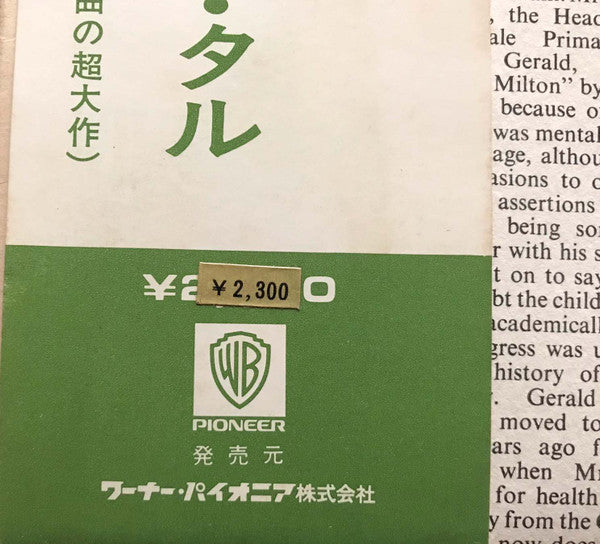 ・タル
曲の超大作)
¥2, 0
¥2,300
WB
PIONEER
発売元
ワーナー・パイオニア株式会社
, the Head
ale Prima
Gerald,
Milton” by
because o
was mental
age, althou
asions to c
assertions
being so
r with his s
t on to say
bt the child
academicall
gress was u
history of
. Gerald
moved to
ars ago f
when M
for health
y from the
now does